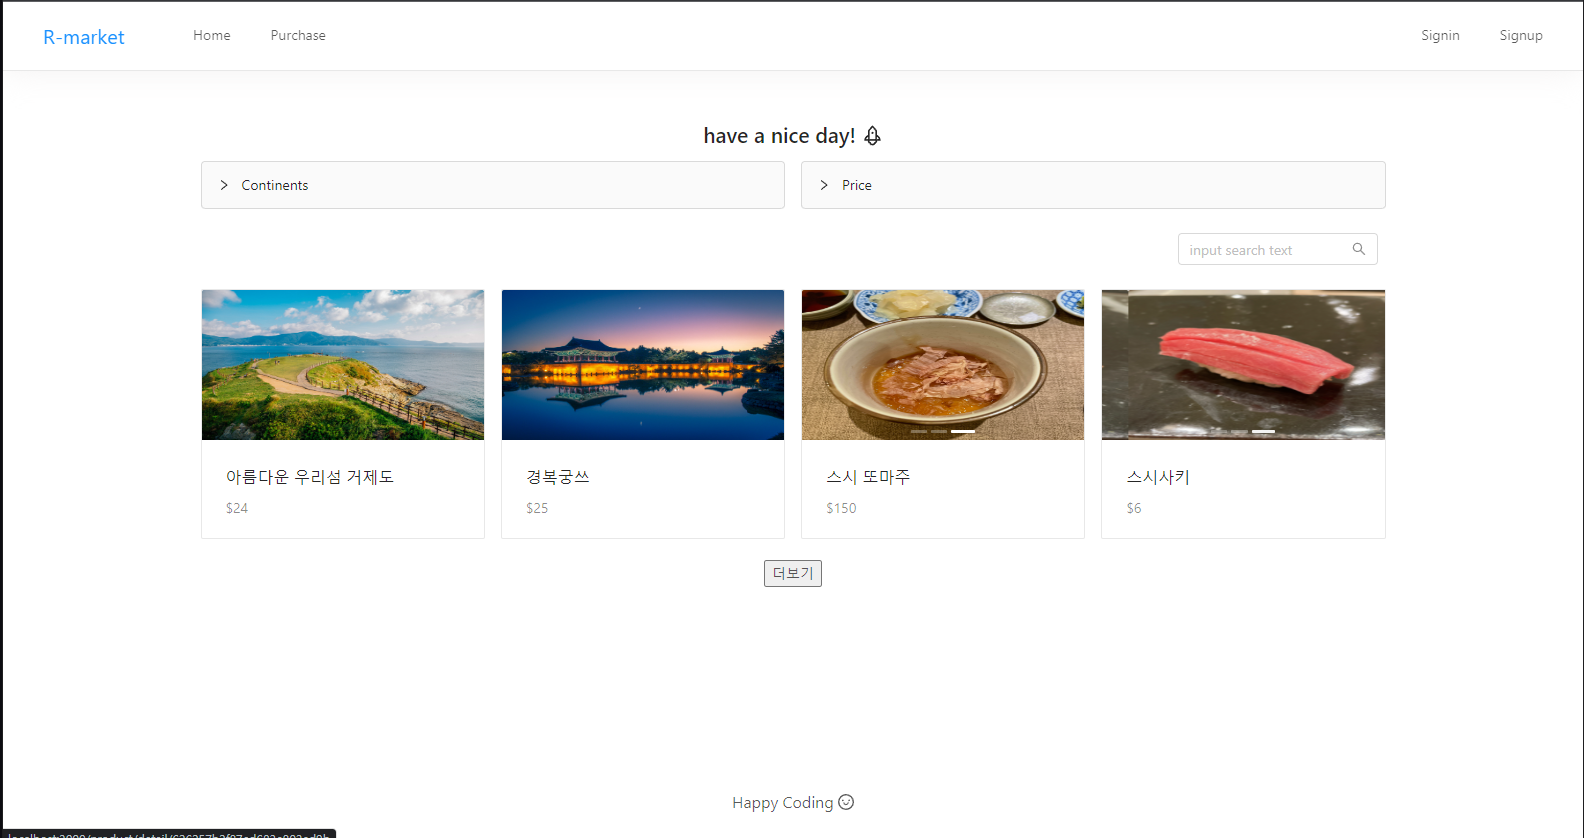 R-market Home Purchase Signin Signup
have a nice day!
Continents Price
input search text
아름다운 우리섬 거제도 경복궁쓰 스시 또마주 스시사키
$24 $25 $150 $6
더보기
Happy Coding